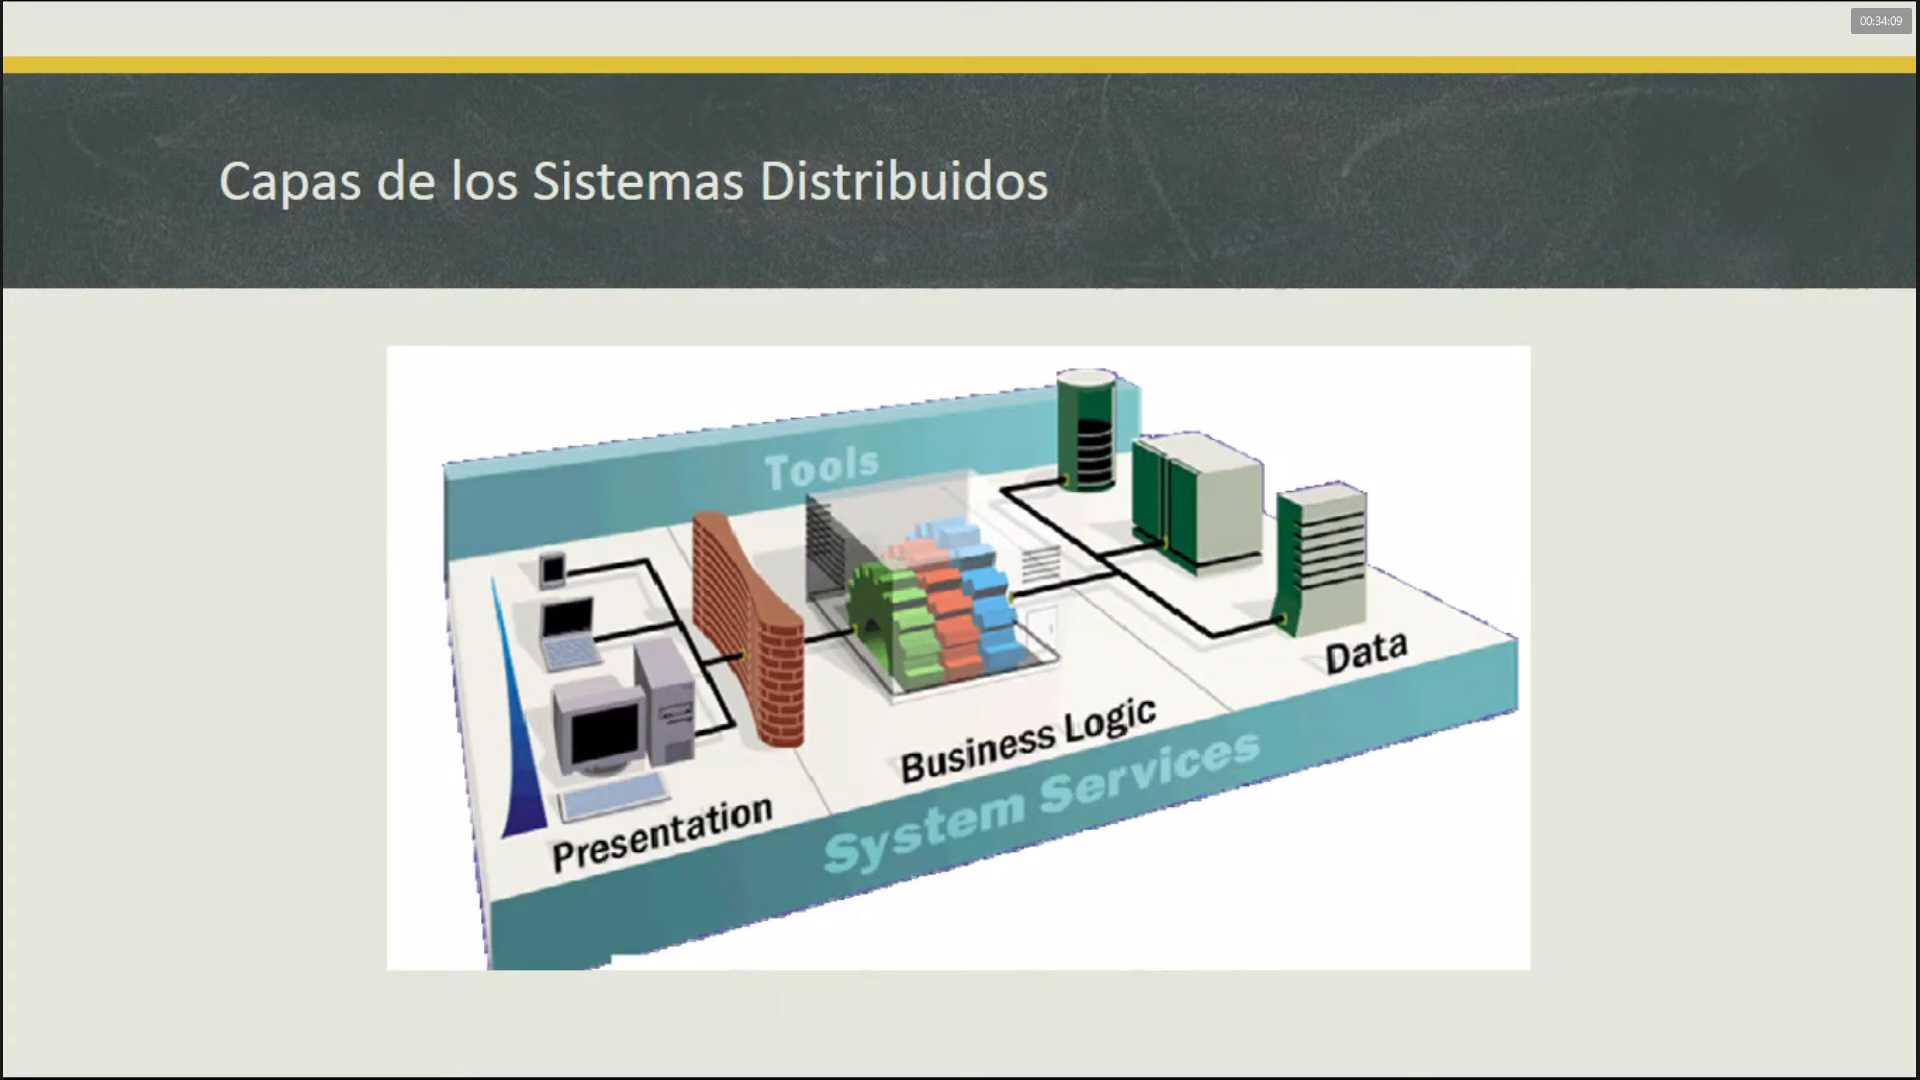 00:34:09
Capas de los Sistemas Distribuidos
Tools
Data
Business Logic
Presentation
System Services